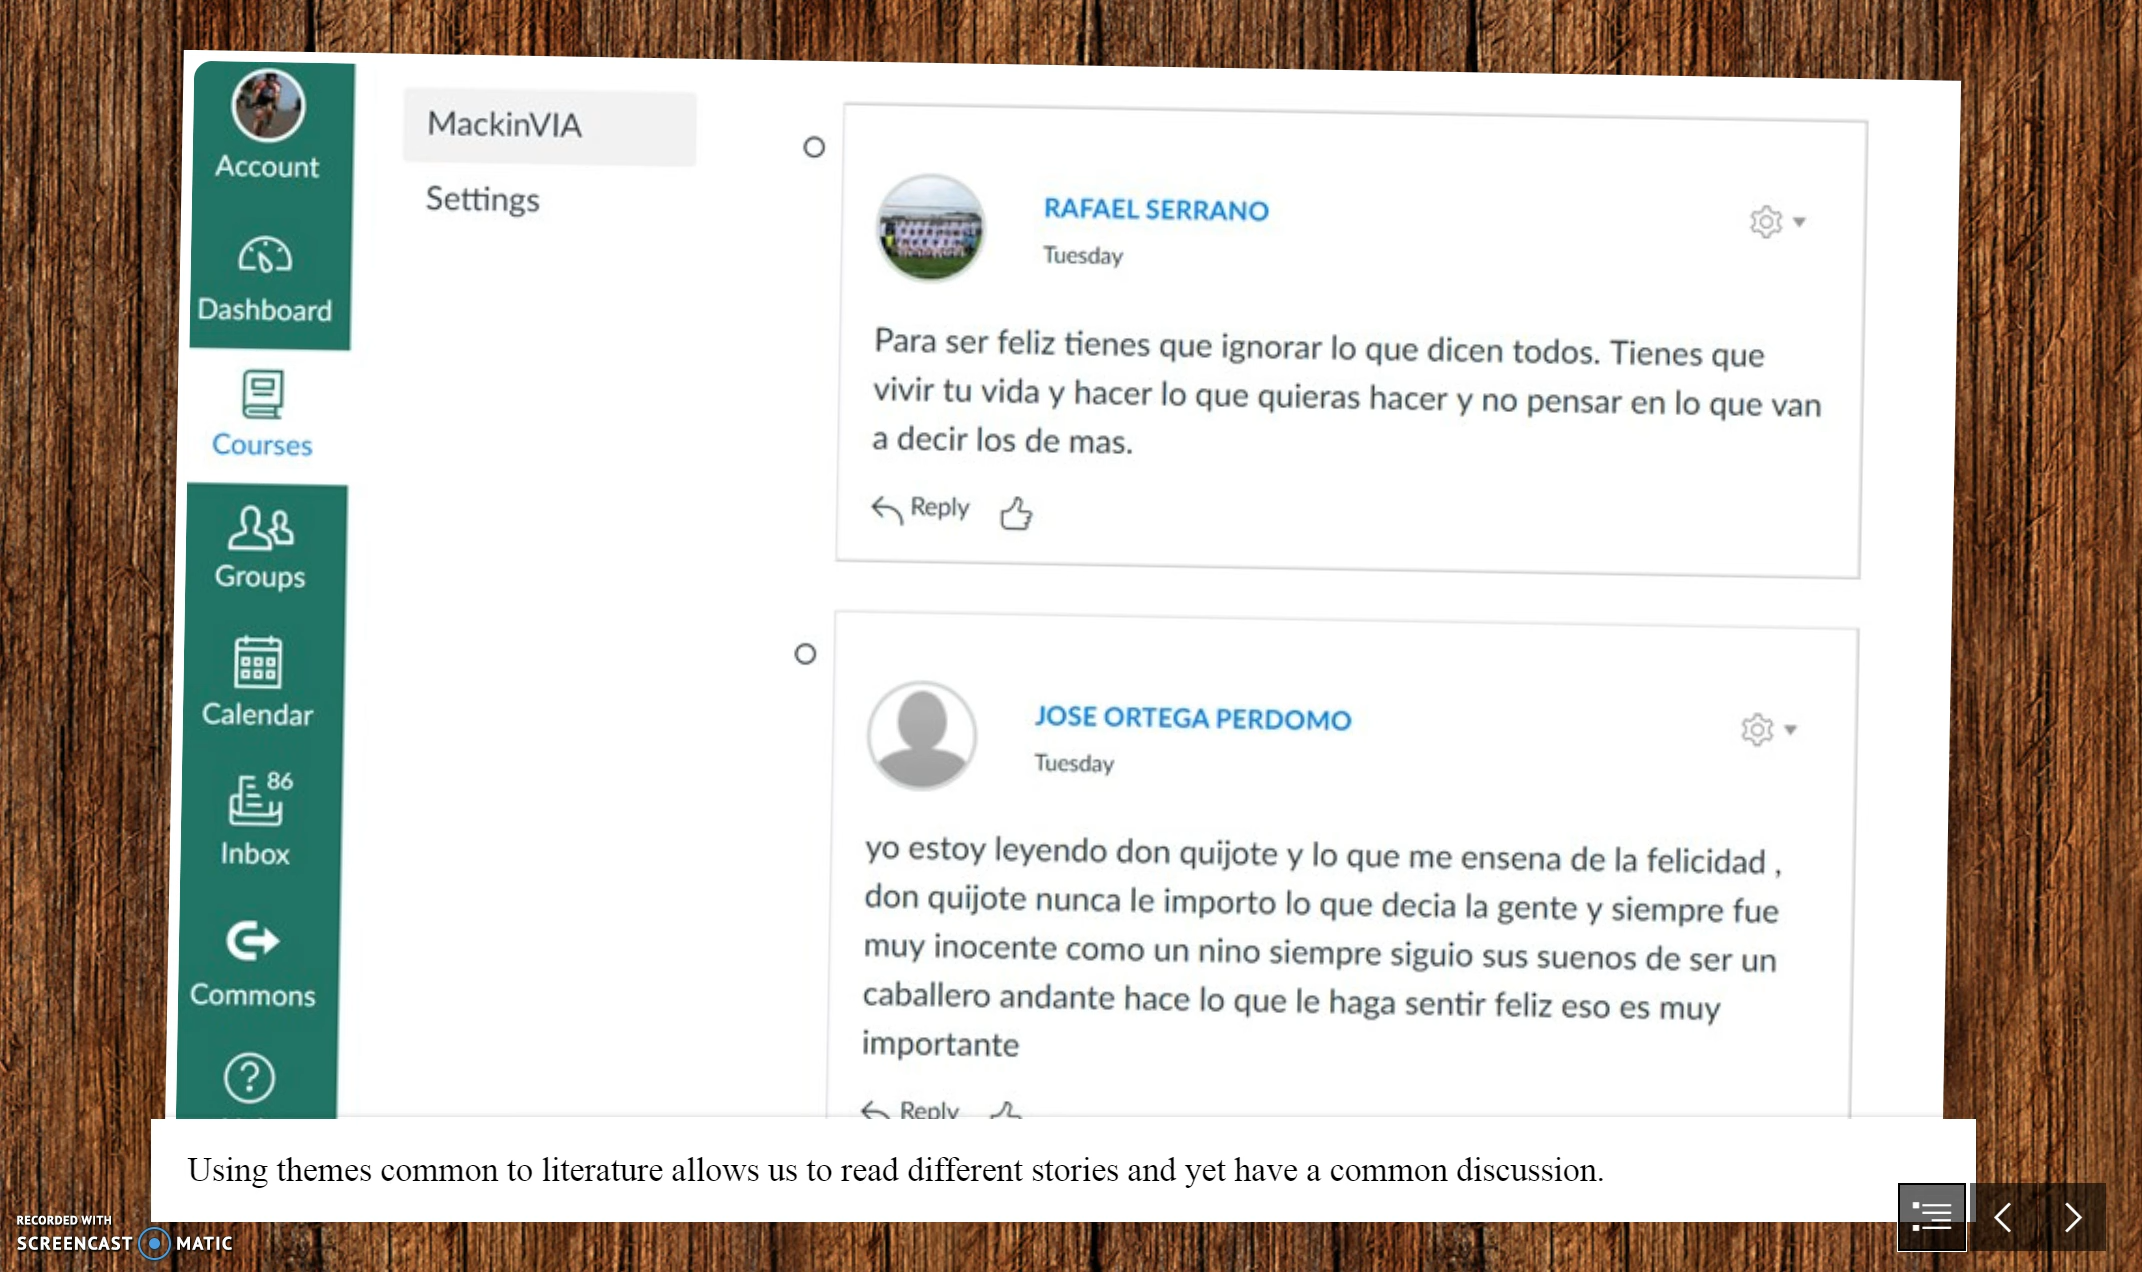 Account
Dashboard
Courses
Groups
Calendar
86
Inbox
Commons
MackinVIA
Settings
RAFAEL SERRANO
Tuesday
Para ser feliz tienes que ignorar lo que dicen todos. Tienes que
vivir tu vida y hacer lo que quieras hacer y no pensar en lo que van
a decir los de mas.
Reply
JOSE ORTEGA PERDOMO
Tuesday
yo estoy leyendo don quijote y lo que me ensena de la felicidad ,
don quijote nunca le importo lo que decia la gente y siempre fue
muy inocente como un nino siempre siguio sus suenos de ser un
caballero andante hace lo que le haga sentir feliz eso es muy
importante
Reply
Using themes common to literature allows us to read different stories and yet have a common discussion.
RECORDED WITH
SCREENCAST MATIC